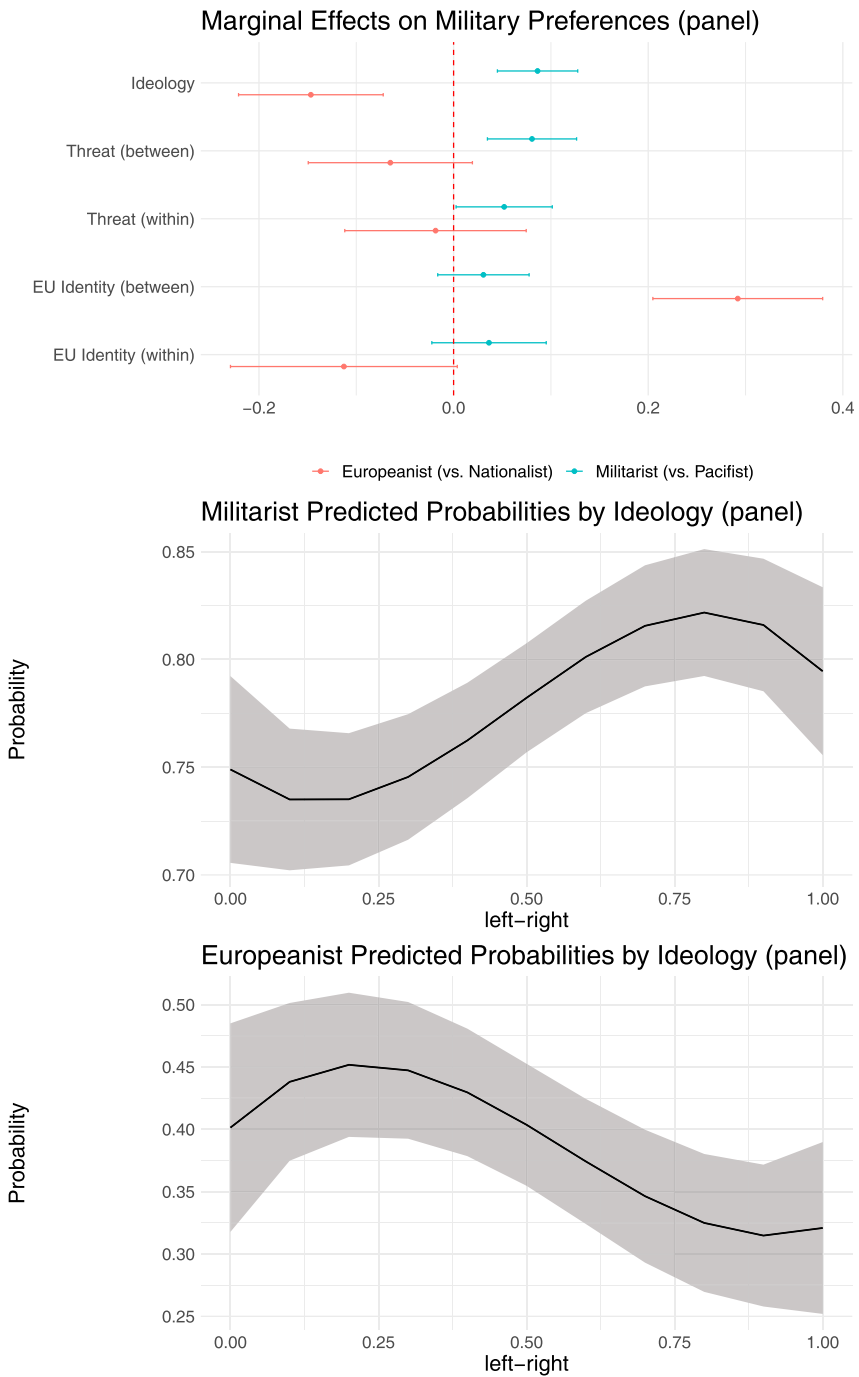 Marginal Effects on Military Preferences (panel)
Ideology
Threat (between)
Threat (within)
EU Identity (between)
EU Identity (within)
−0.2 0.0 0.2 0.4
Europeanist (vs. Nationalist) Militarist (vs. Pacifist)
Militarist Predicted Probabilities by Ideology (panel)
Probability
0.85
0.80
0.75
0.70
0.00 0.25 0.50 0.75 1.00
left−right
Europeanist Predicted Probabilities by Ideology (panel)
Probability
0.50
0.45
0.40
0.35
0.30
0.25
0.00 0.25 0.50 0.75 1.00
left−right